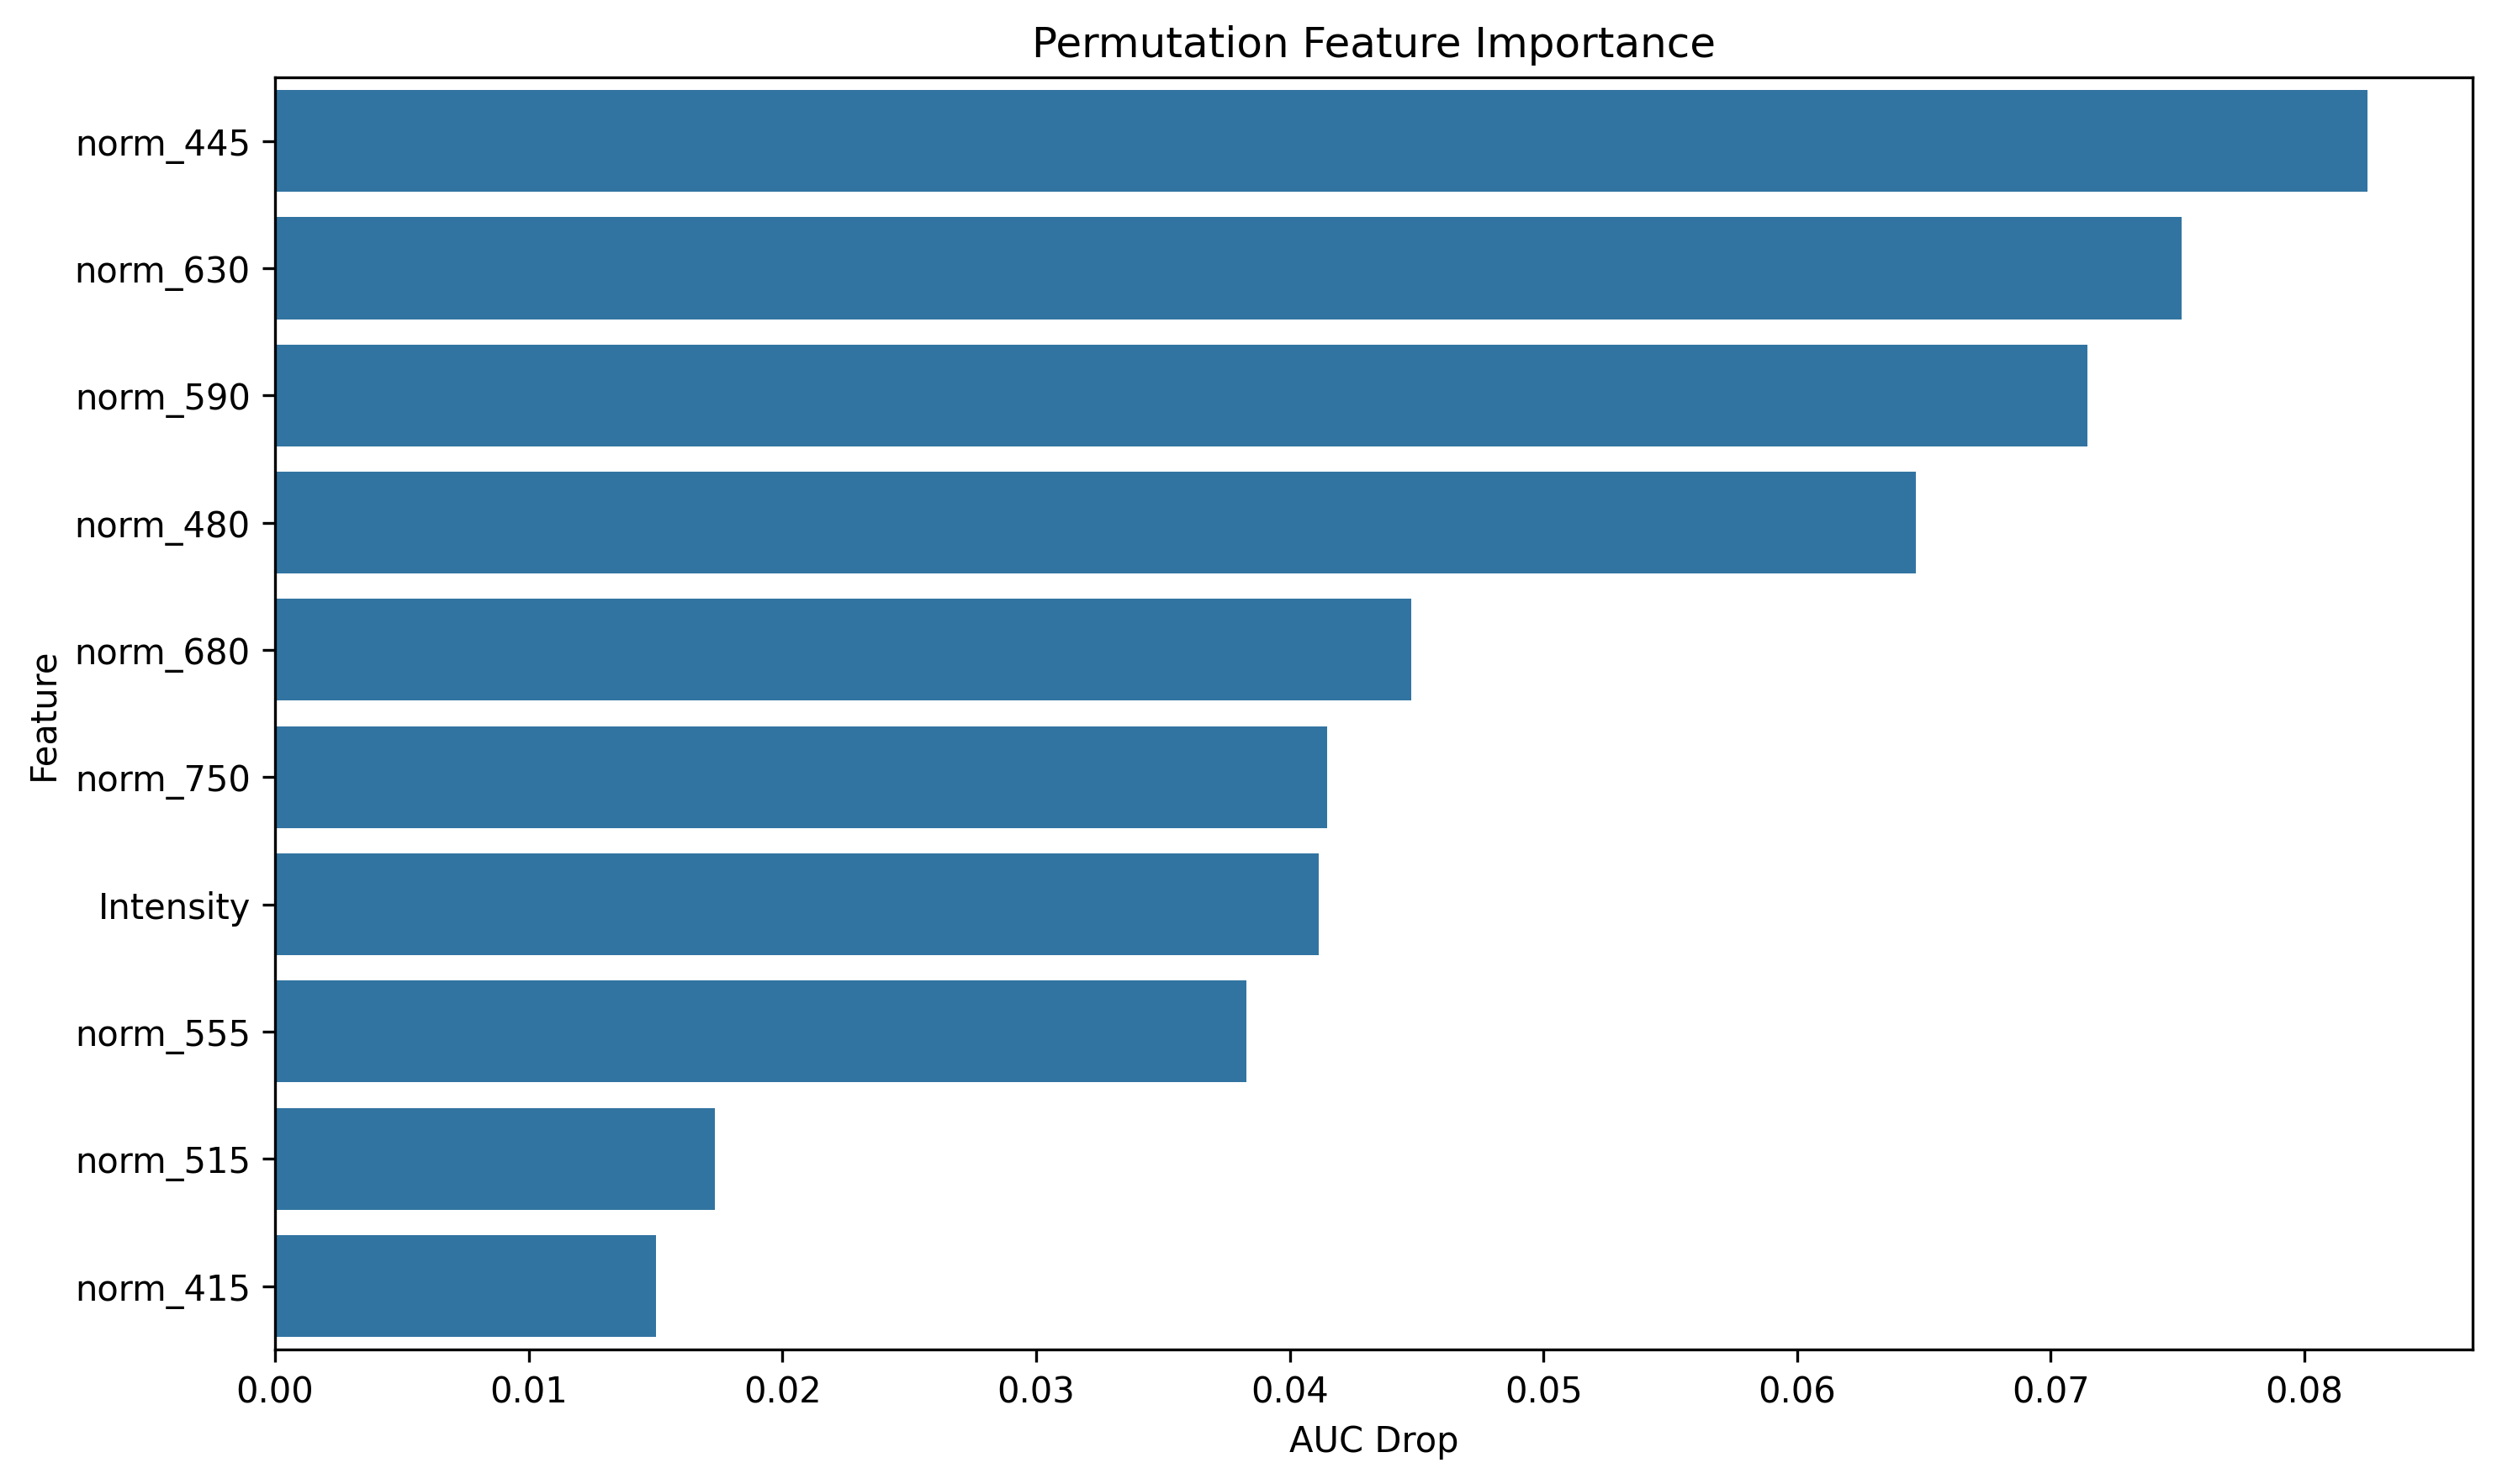 Permutation Feature Importance
Feature
norm_445
norm_630
norm_590
norm_480
norm_680
norm_750
Intensity
norm_555
norm_515
norm_415
0.00 0.01 0.02 0.03 0.04 0.05 0.06 0.07 0.08
AUC Drop